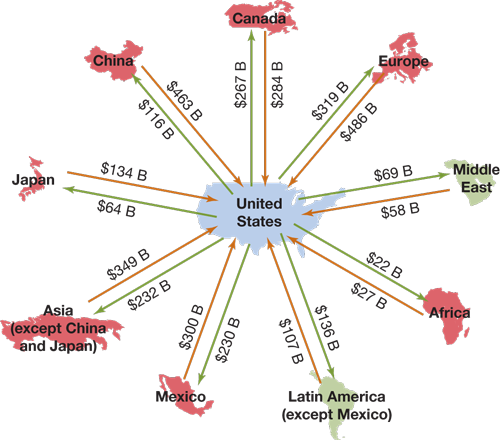 Canada
China
Europe
$267 B
$284 B
$463 B
$116 B
$319 B
$486 B
Japan
$134 B
$64 B
Middle
East
$69 B
$58 B
United
States
$349 B
$232 B
$22 B
$27 B
Asia
(except China
and Japan)
Africa
$300 B
$230 B
$136 B
$107 B
Mexico
Latin America
(except Mexico)